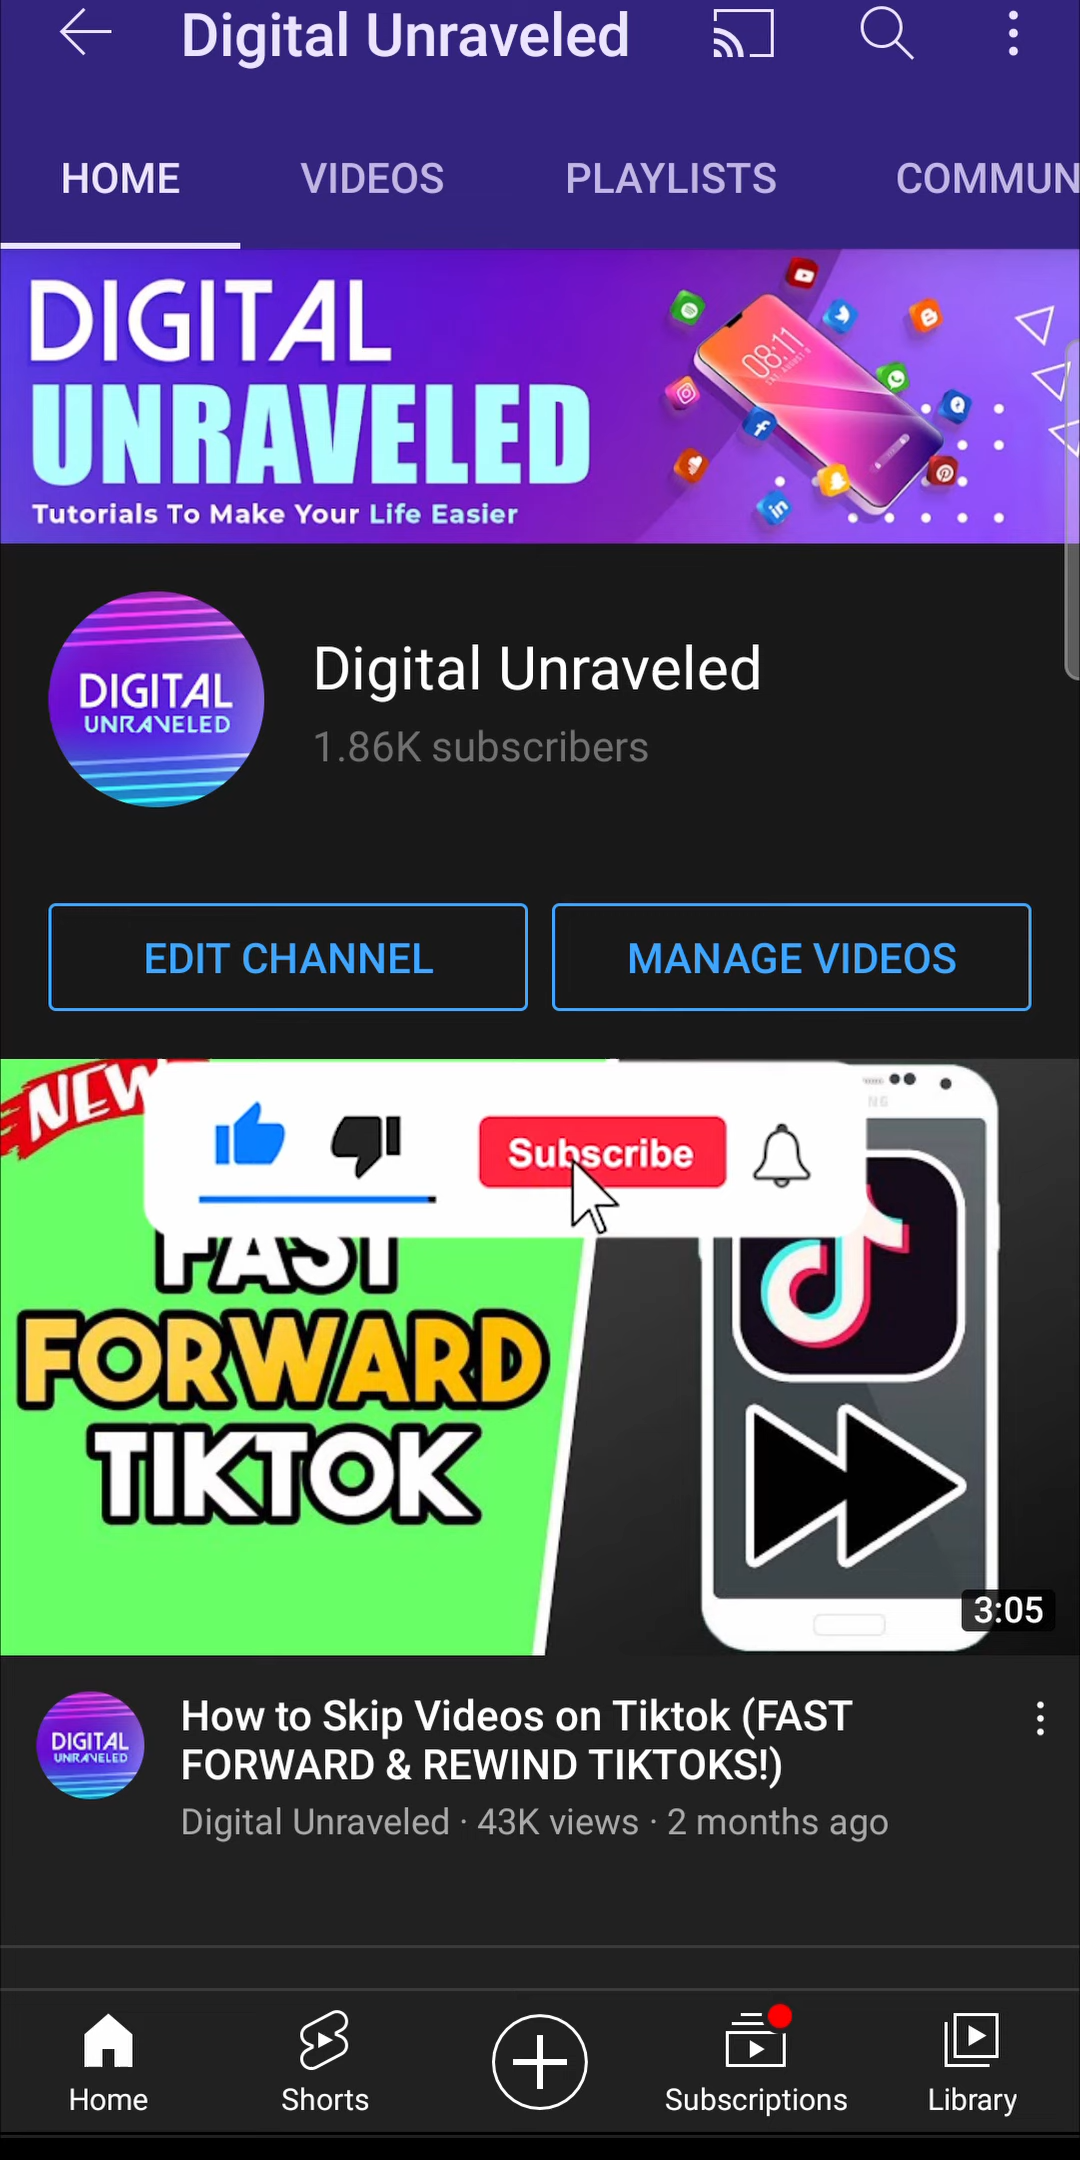 Digital Unraveled
HOME VIDEOS PLAYLISTS COMMUN
DIGITAL
UNRAVELED
Tutorials To Make Your Life Easier
08:11
DIGITAL
UNRAVELED
Digital Unraveled
1.86K subscribers
EDIT CHANNEL MANAGE VIDEOS
NEW
Subscribe
FAST
FORWARD
TIKTOK
3:05
DIGITAL
UNRAVELED
How to Skip Videos on Tiktok (FAST
FORWARD & REWIND TIKTOKS!)
Digital Unraveled · 43K views · 2 months ago
Home Shorts Subscriptions Library